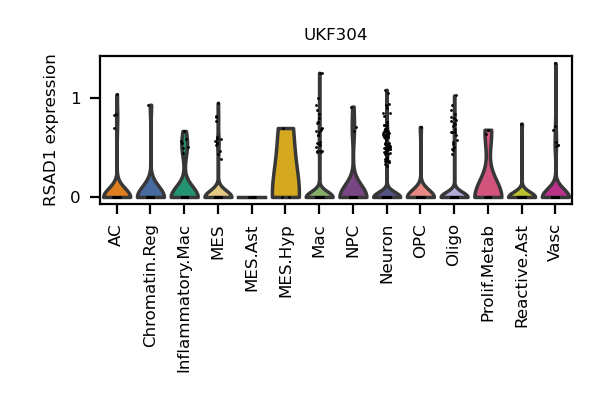 UKF304
RSAD1 expression
1
0
AC
Chromatin.Reg
Inflammatory.Mac
MES
MES.Ast
MES.Hyp
Mac
NPC
Neuron
OPC
Oligo
Prolif.Metab
Reactive.Ast
Vasc